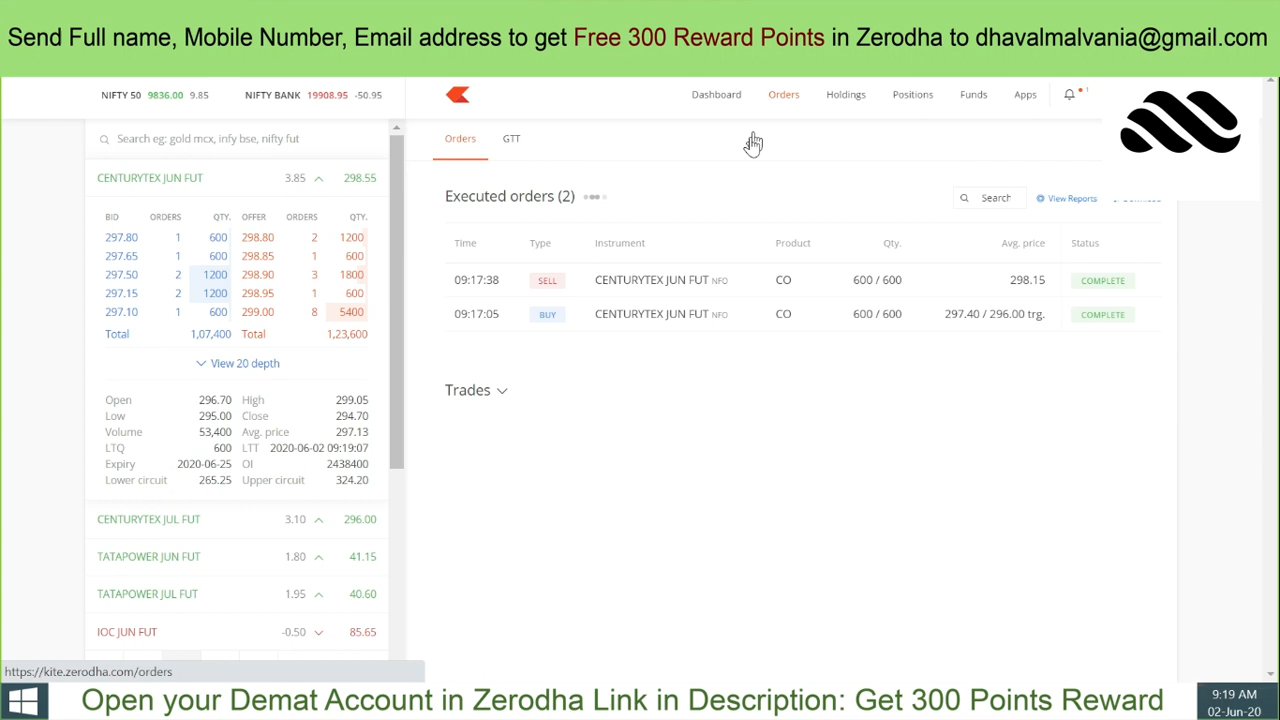 Send Full name, Mobile Number, Email address to get Free 300 Reward Points in Zerodha to dhavalmalvania@gmail.com
NIFTY 50 9836.00 9.85 NIFTY BANK 19908.95 -50.95
Dashboard Orders Holdings Positions Funds Apps 1
Search eg: gold mcx, infy bse, nifty fut
Orders GTT
CENTURYTEX JUN FUT 3.85 298.55
BID ORDERS QTY. OFFER ORDERS QTY.
297.80 1 600 298.80 2 1200
297.65 1 600 298.85 1 600
297.50 2 1200 298.90 3 1800
297.15 2 1200 298.95 1 600
297.10 1 600 299.00 8 5400
Total 1,07,400 Total 1,23,600
View 20 depth
Open 296.70 High 299.05
Low 295.00 Close 294.70
Volume 53,400 Avg. price 297.13
LTQ 600 LTT 2020-06-02 09:19:07
Expiry 2020-06-25 OI 2438400
Lower circuit 265.25 Upper circuit 324.20
CENTURYTEX JUL FUT 3.10 296.00
TATAPOWER JUN FUT 1.80 41.15
TATAPOWER JUL FUT 1.95 40.60
IOC JUN FUT -0.50 85.65
Executed orders (2)
Search View Reports
Time Type Instrument Product Qty. Avg. price Status
09:17:38 SELL CENTURYTEX JUN FUT NFO CO 600 / 600 298.15 COMPLETE
09:17:05 BUY CENTURYTEX JUN FUT NFO CO 600 / 600 297.40 / 296.00 trg. COMPLETE
Trades
https://kite.zerodha.com/orders
Open your Demat Account in Zerodha Link in Description: Get 300 Points Reward
9:19 AM
02-Jun-20